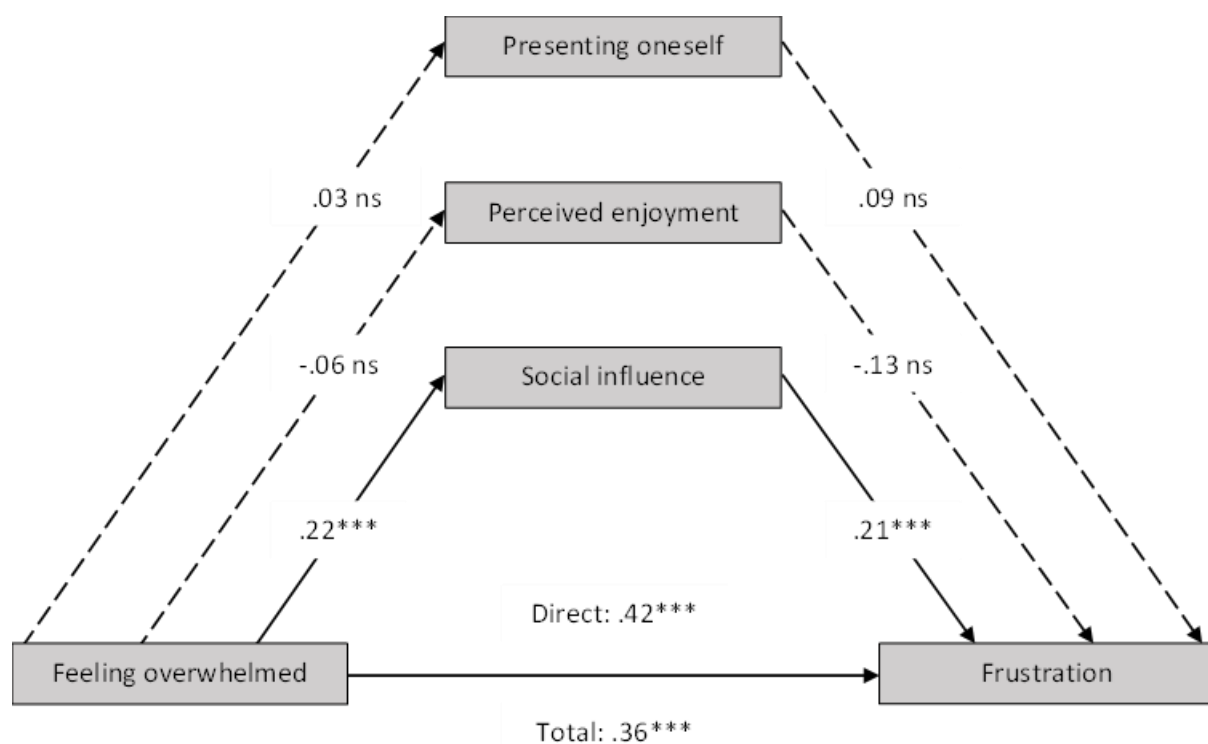 Presenting oneself
.03 ns
.09 ns
Perceived enjoyment
-.06 ns
-.13 ns
Social influence
.22***
.21***
Direct: .42***
Feeling overwhelmed
Frustration
Total: .36***